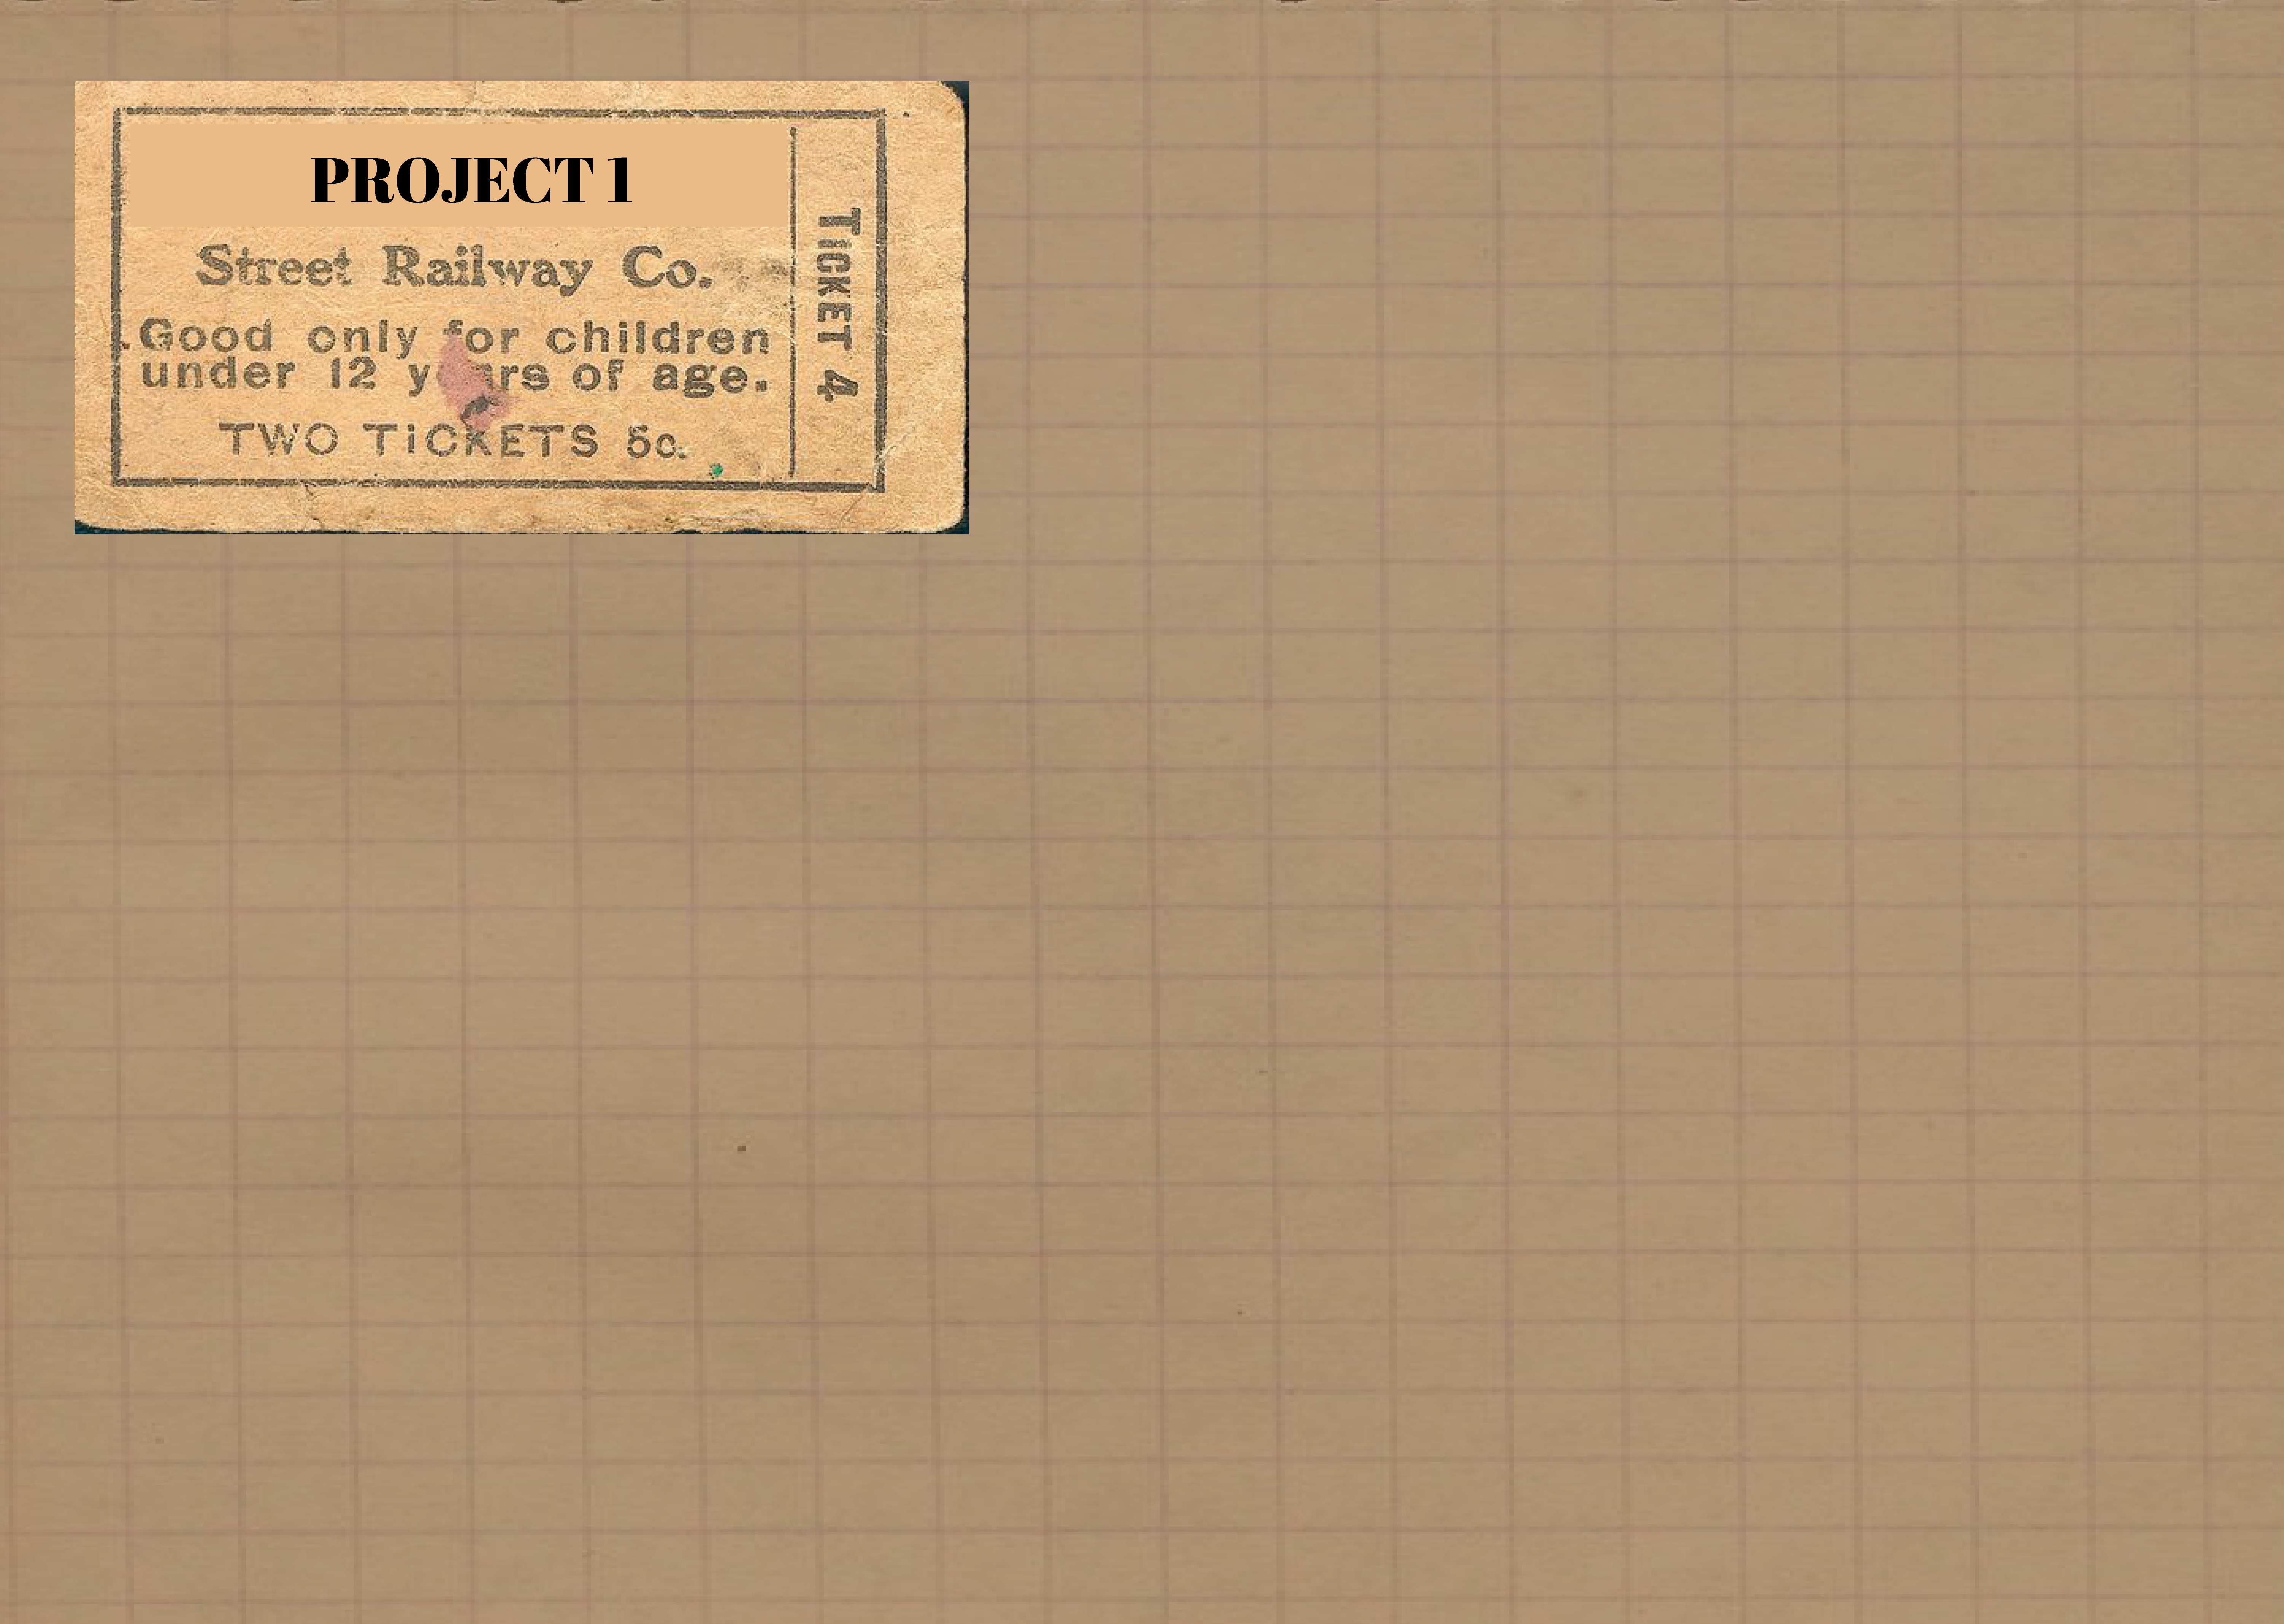 PROJECT 1
Street Railway Co.
Good only for children
under 12 years of age.
TWO TiCKETS 5c.
TiCKET 4